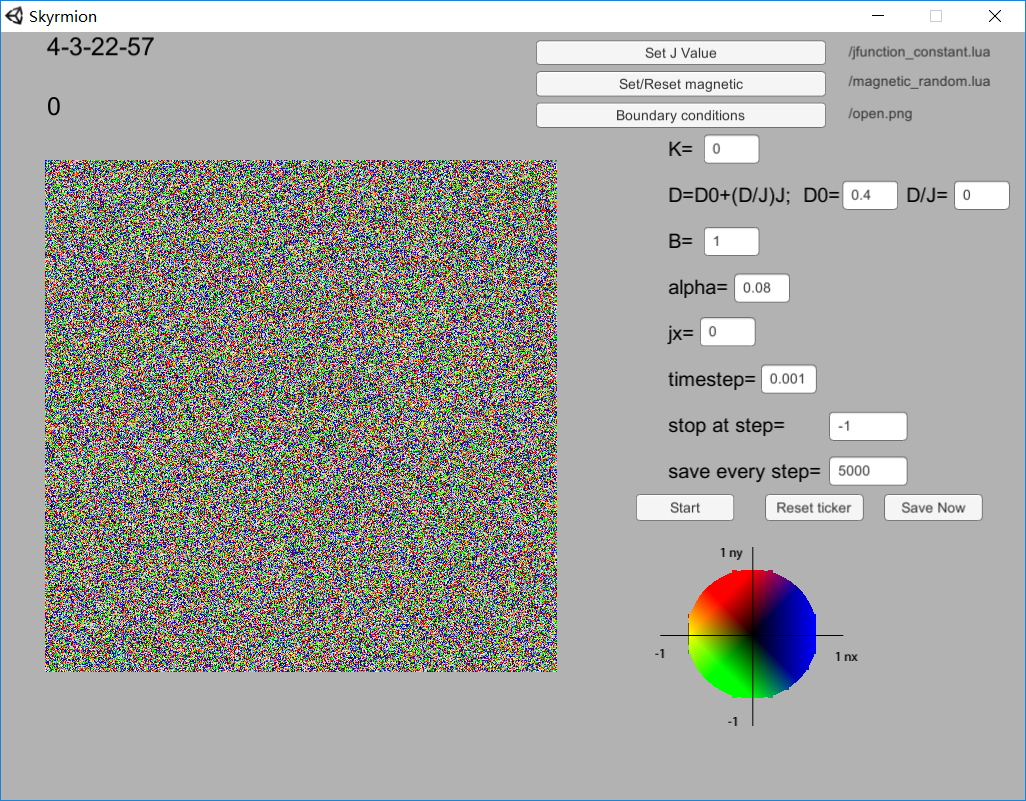 Skyrmion
4-3-22-57
0
Set J Value /jfunction_constant.lua
Set/Reset magnetic /magnetic_random.lua
Boundary conditions /open.png
K= 0
D=D0+(D/J)J; D0= 0.4 D/J= 0
B= 1
alpha= 0.08
jx= 0
timestep= 0.001
stop at step= -1
save every step= 5000
Start Reset ticker Save Now
1 ny
-1 1 nx
-1